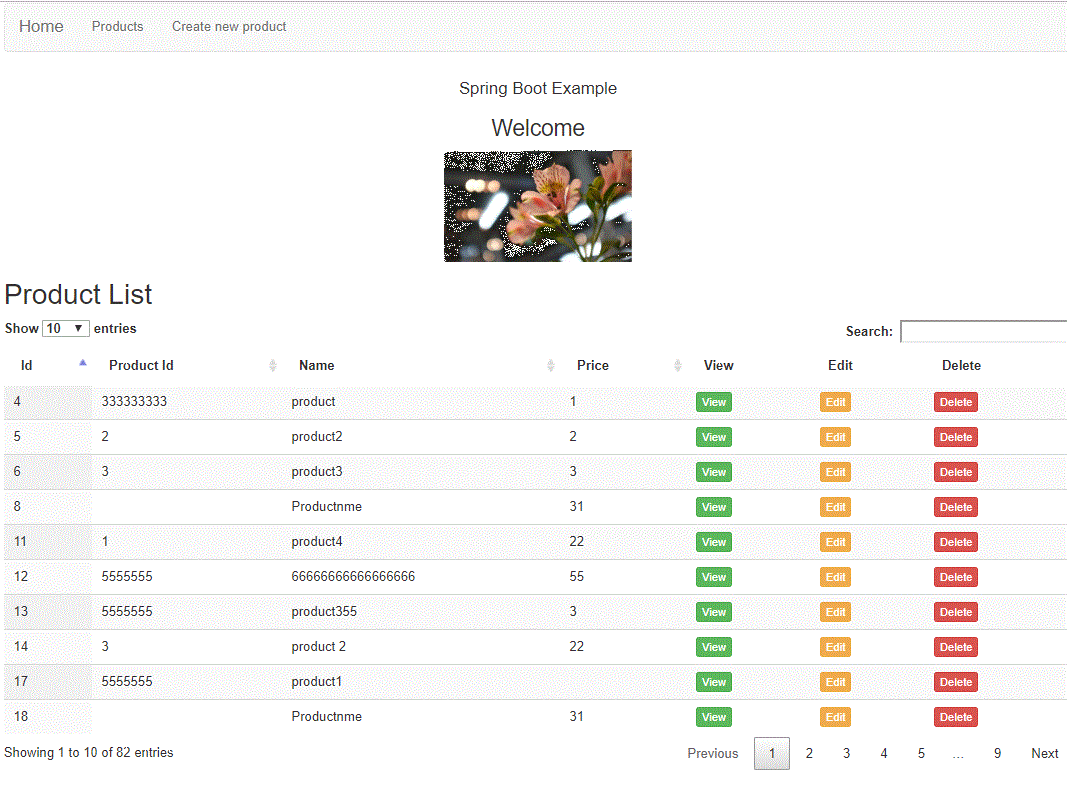 Home Products Create new product
Spring Boot Example
Welcome
Product List
Show 10 ▼ entries
Search:
Id Product Id Name Price View Edit Delete
4 333333333 product 1 View Edit Delete
5 2 product2 2 View Edit Delete
6 3 product3 3 View Edit Delete
8 Productnme 31 View Edit Delete
11 1 product4 22 View Edit Delete
12 5555555 66666666666666666 55 View Edit Delete
13 5555555 product355 3 View Edit Delete
14 3 product 2 22 View Edit Delete
17 5555555 product1 View Edit Delete
18 Productnme 31 View Edit Delete
Showing 1 to 10 of 82 entries
Previous 1 2 3 4 5 … 9 Next